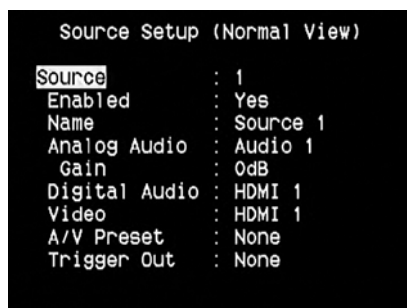 Source Setup (Normal View)
Source : 1
Enabled : Yes
Name : Source 1
Analog Audio : Audio 1
Gain : 0dB
Digital Audio : HDMI 1
Video : HDMI 1
A/V Preset : None
Trigger Out : None